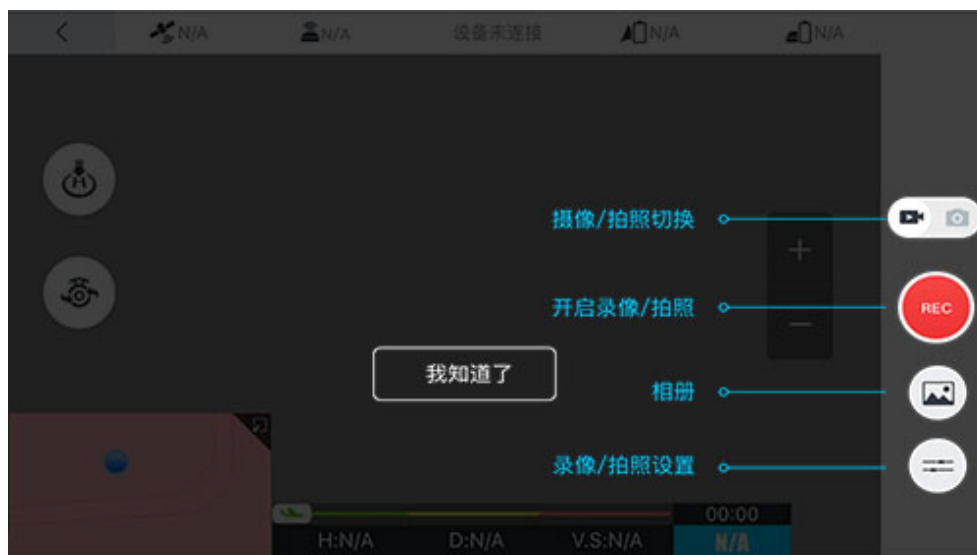 N/A
N/A
设备未连接
N/A
N/A
H
摄像/拍照切换
开启录像/拍照
REC
我知道了
相册
录像/拍照设置
00:00
H:N/A
D:N/A
V.S:N/A
N/A